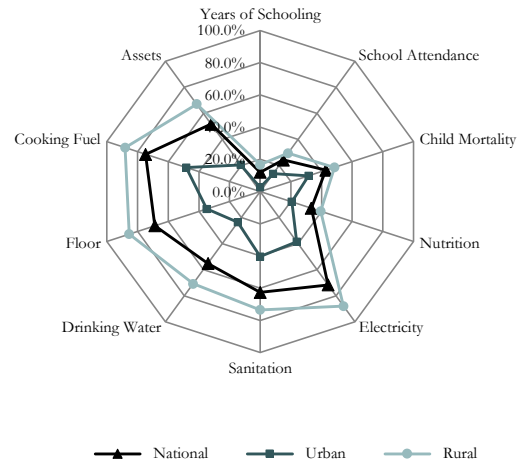 Years of Schooling
100.0%
Assets
School Attendance
80.0%
60.0%
40.0%
Cooking Fuel
Child Mortality
20.0%
0.0%
Floor
Nutrition
Drinking Water
Electricity
Sanitation
National Urban Rural